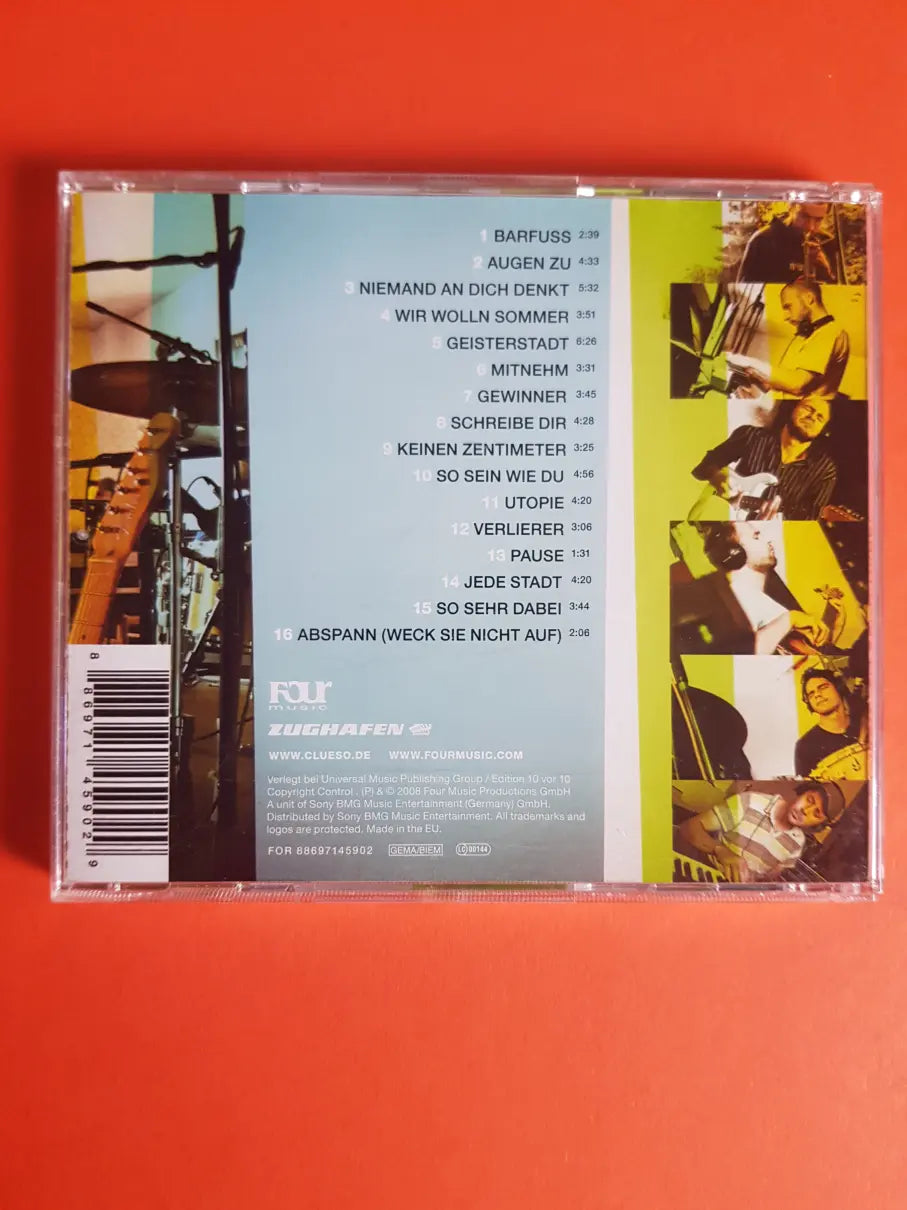 1 BARFUSS 2:39
2 AUGEN ZU 4:33
3 NIEMAND AN DICH DENKT 5:32
4 WIR WOLLN SOMMER 3:51
5 GEISTERSTADT 6:26
6 MITNEHM 3:31
7 GEWINNER 3:45
8 SCHREIBE DIR 4:28
9 KEINEN ZENTIMETER 3:25
10 SO SEIN WIE DU 4:56
11 UTOPIE 4:20
12 VERLIERER 3:06
13 PAUSE 1:31
14 JEDE STADT 4:20
15 SO SEHR DABEI 3:44
16 ABSPANN (WECK SIE NICHT AUF) 2:06
FOUR
MUSIC
ZUGHAFEN
WWW.CLUESO.DE WWW.FOURMUSIC.COM
Verlegt bei Universal Music Publishing Group / Edition 10 vor 10
Copyright Control . (P) & © 2008 Four Music Productions GmbH
A unit of Sony BMG Music Entertainment (Germany) GmbH.
Distributed by Sony BMG Music Entertainment. All trademarks and
logos are protected. Made in the EU.
FOR 88697145902 GEMA/BIEM LC 00144
8 86971 45902 9